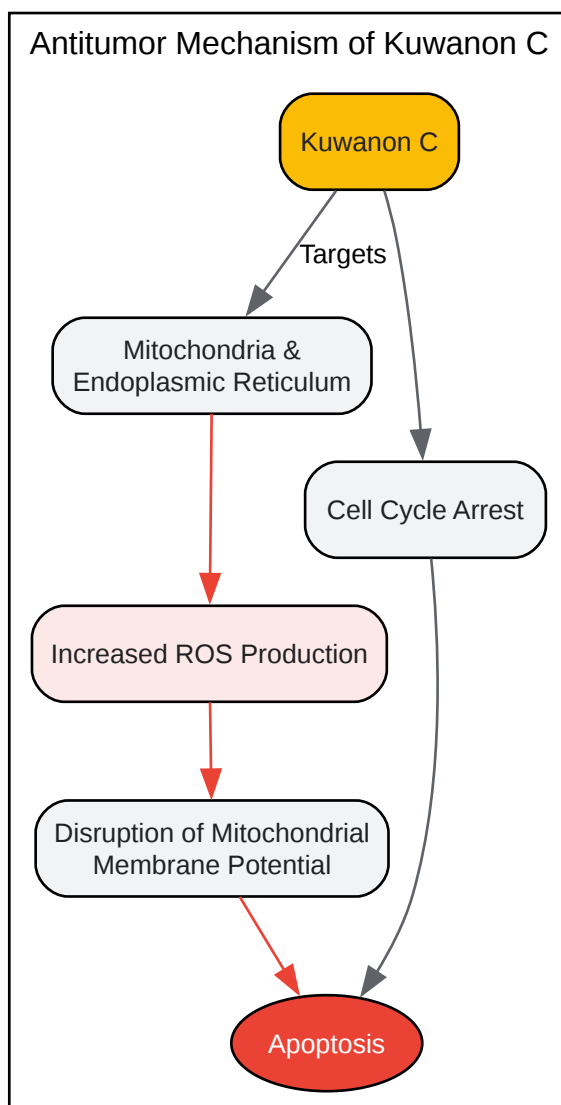 Antitumor Mechanism of Kuwanon C
Kuwanon C
Targets
Mitochondria &
Endoplasmic Reticulum
Cell Cycle Arrest
Increased ROS Production
Disruption of Mitochondrial
Membrane Potential
Apoptosis